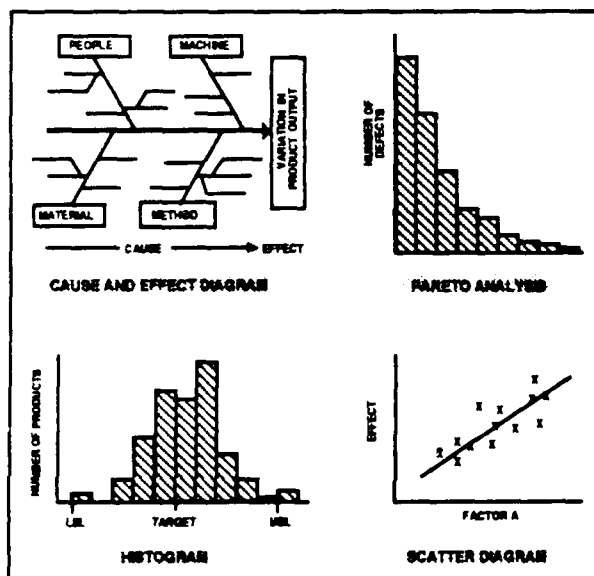 PEOPLE
MACHINE
VARIATION IN
PRODUCT OUTPUT
MATERIAL
METHOD
CAUSE
EFFECT
CAUSE AND EFFECT DIAGRAM
NUMBER OF
DEFECTS
PARETO ANALYSIS
NUMBER OF PRODUCTS
LSL
TARGET
USL
HISTOGRAM
EFFECT
FACTOR A
SCATTER DIAGRAM